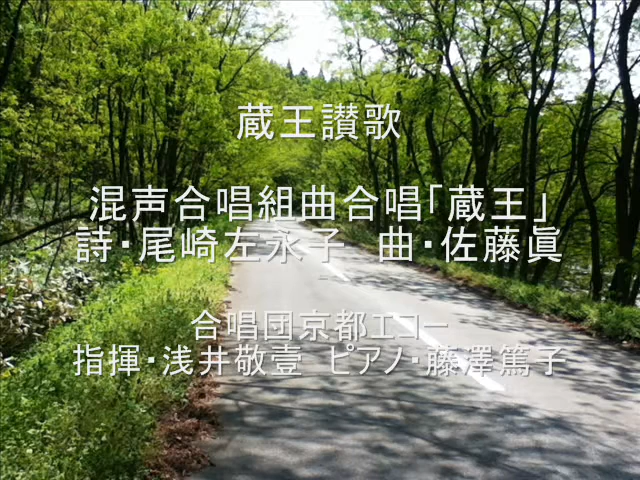 蔵王讃歌
混声合唱組曲合唱「蔵王」
詩・尾崎左永子　曲・佐藤眞
合唱団京都エコー
指揮・浅井敬壹　ピアノ・藤澤篤子